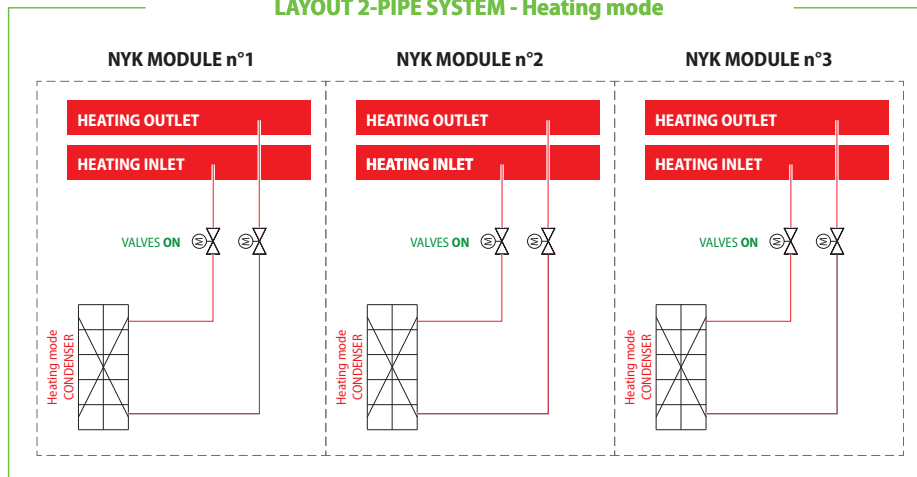 LAYOUT 2-PIPE SYSTEM - Heating mode
NYK MODULE n°1
HEATING OUTLET
HEATING INLET
VALVES ON
M
M
Heating mode
CONDENSER
NYK MODULE n°2
HEATING OUTLET
HEATING INLET
VALVES ON
M
M
Heating mode
CONDENSER
NYK MODULE n°3
HEATING OUTLET
HEATING INLET
VALVES ON
M
M
Heating mode
CONDENSER